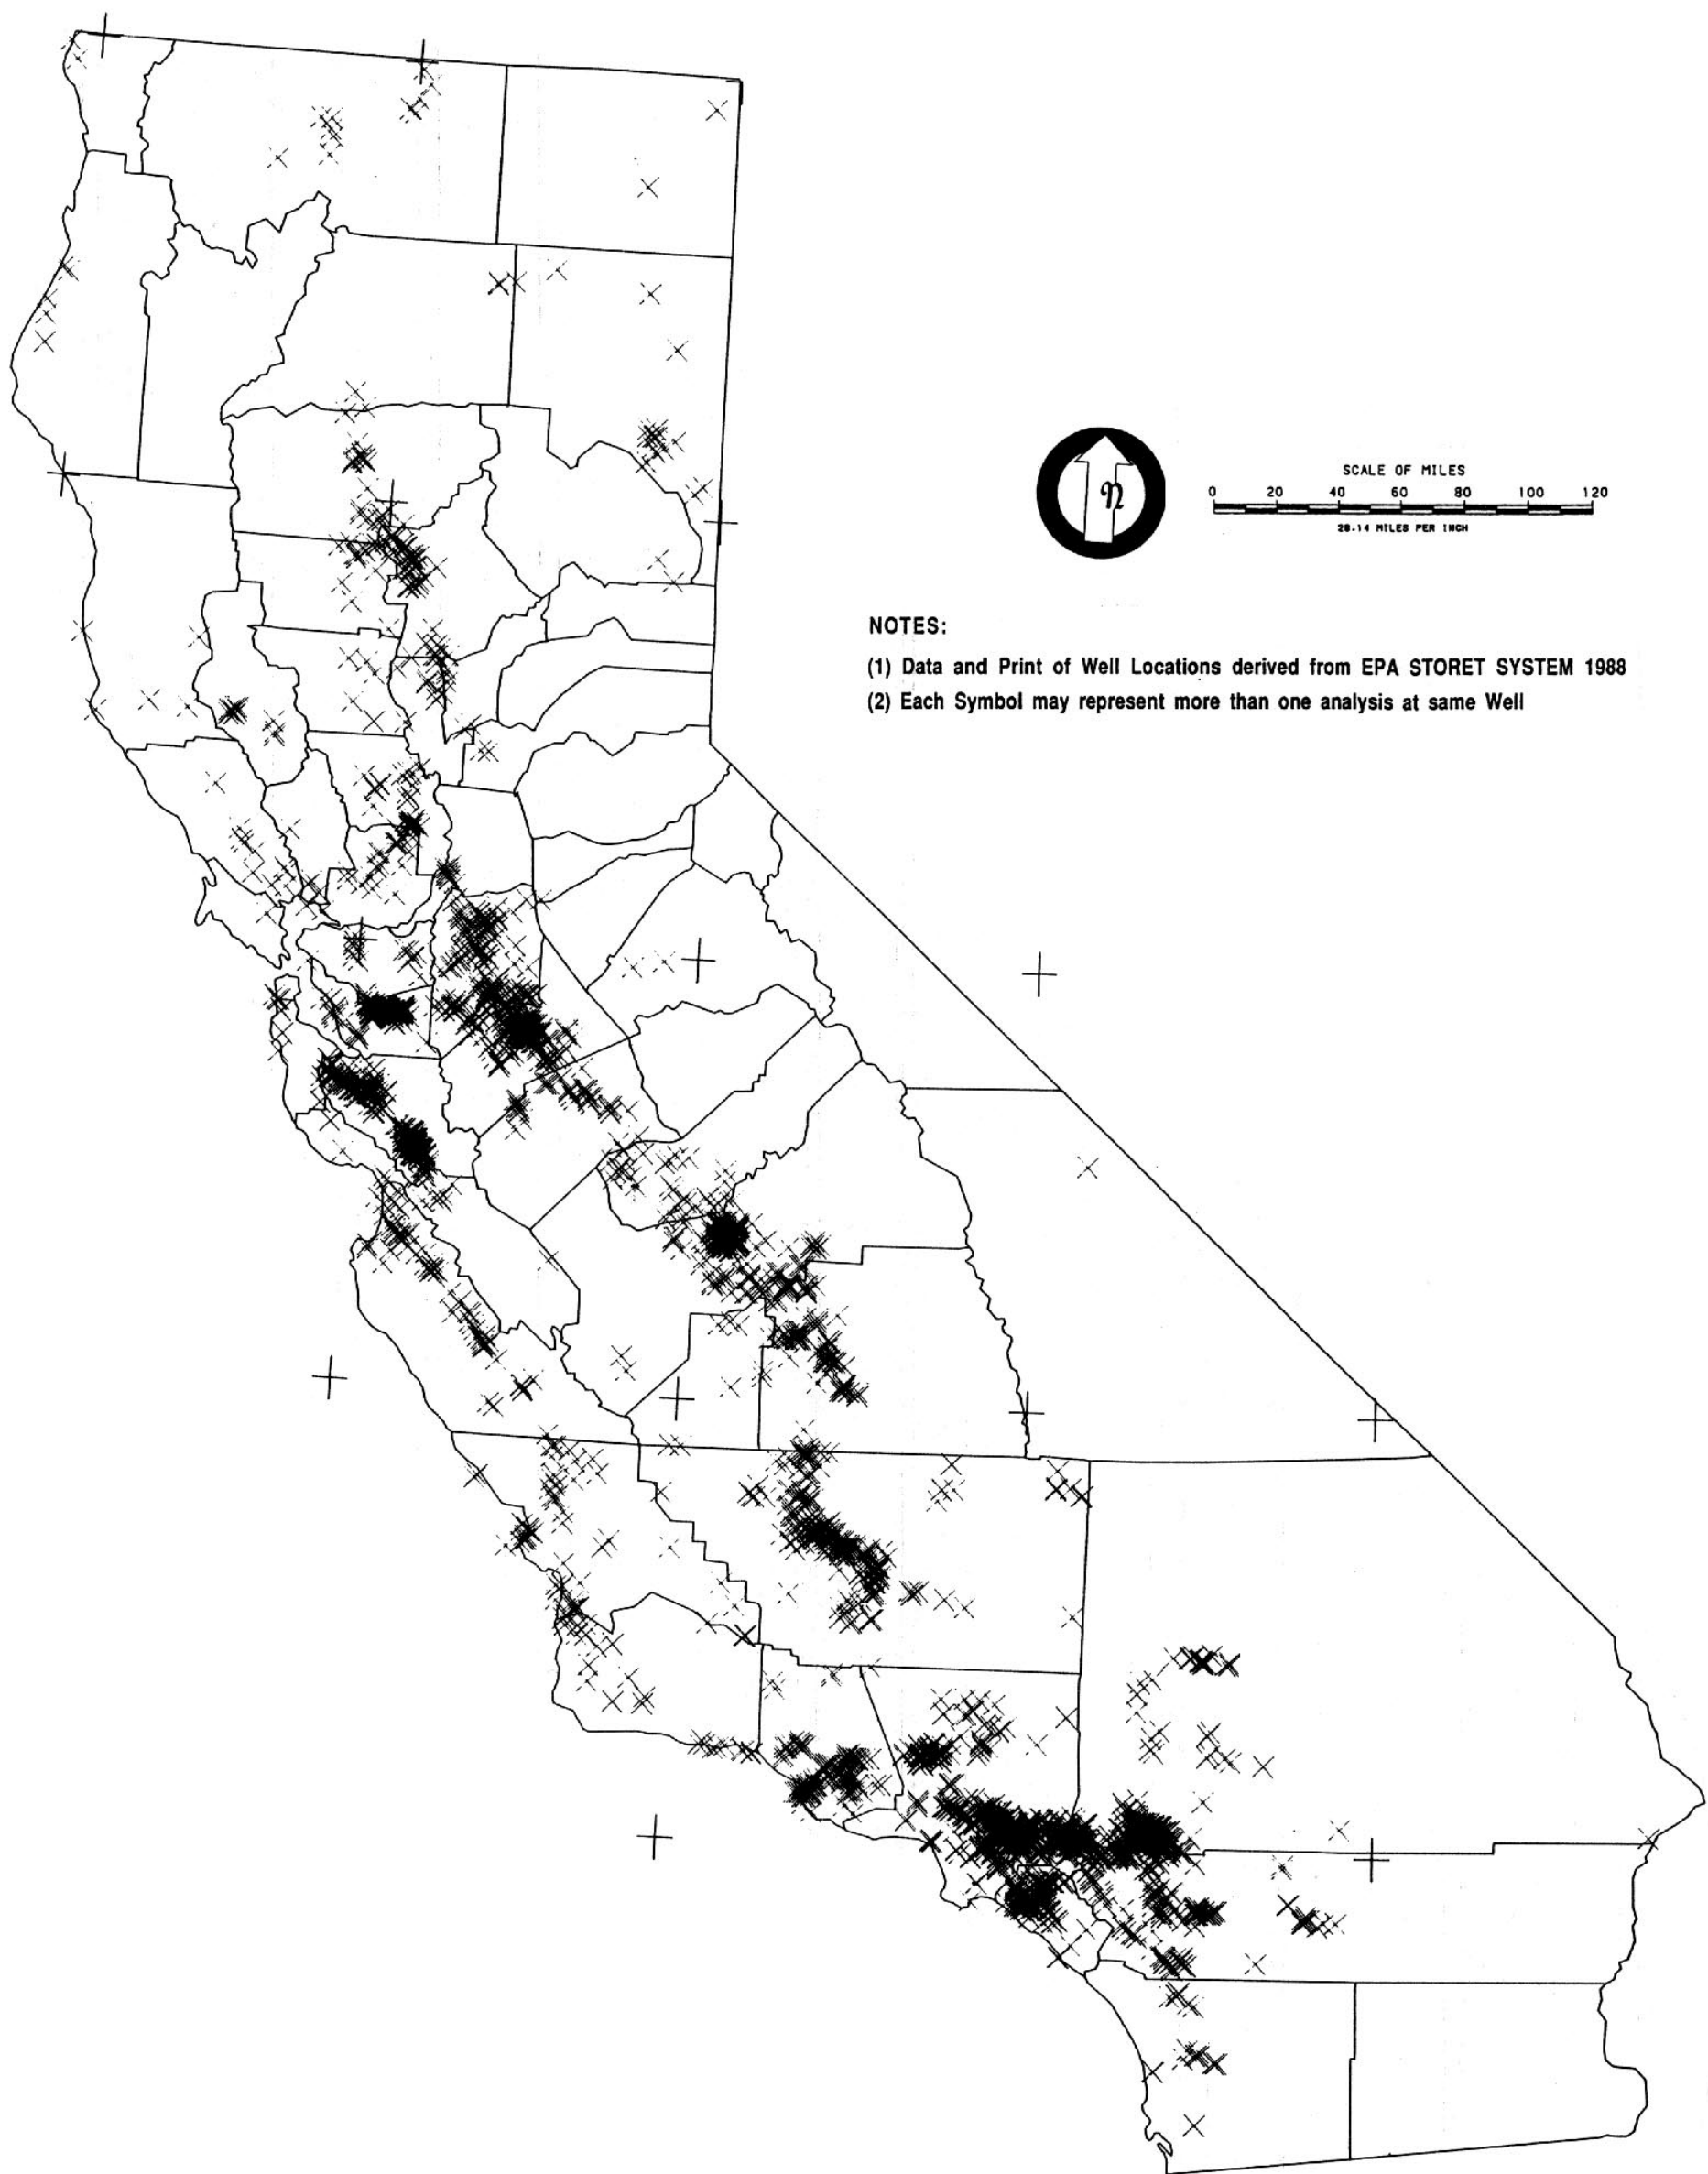 n
SCALE OF MILES
0 20 40 60 80 100 120
28.14 MILES PER INCH
NOTES:
(1) Data and Print of Well Locations derived from EPA STORET SYSTEM 1988
(2) Each Symbol may represent more than one analysis at same Well